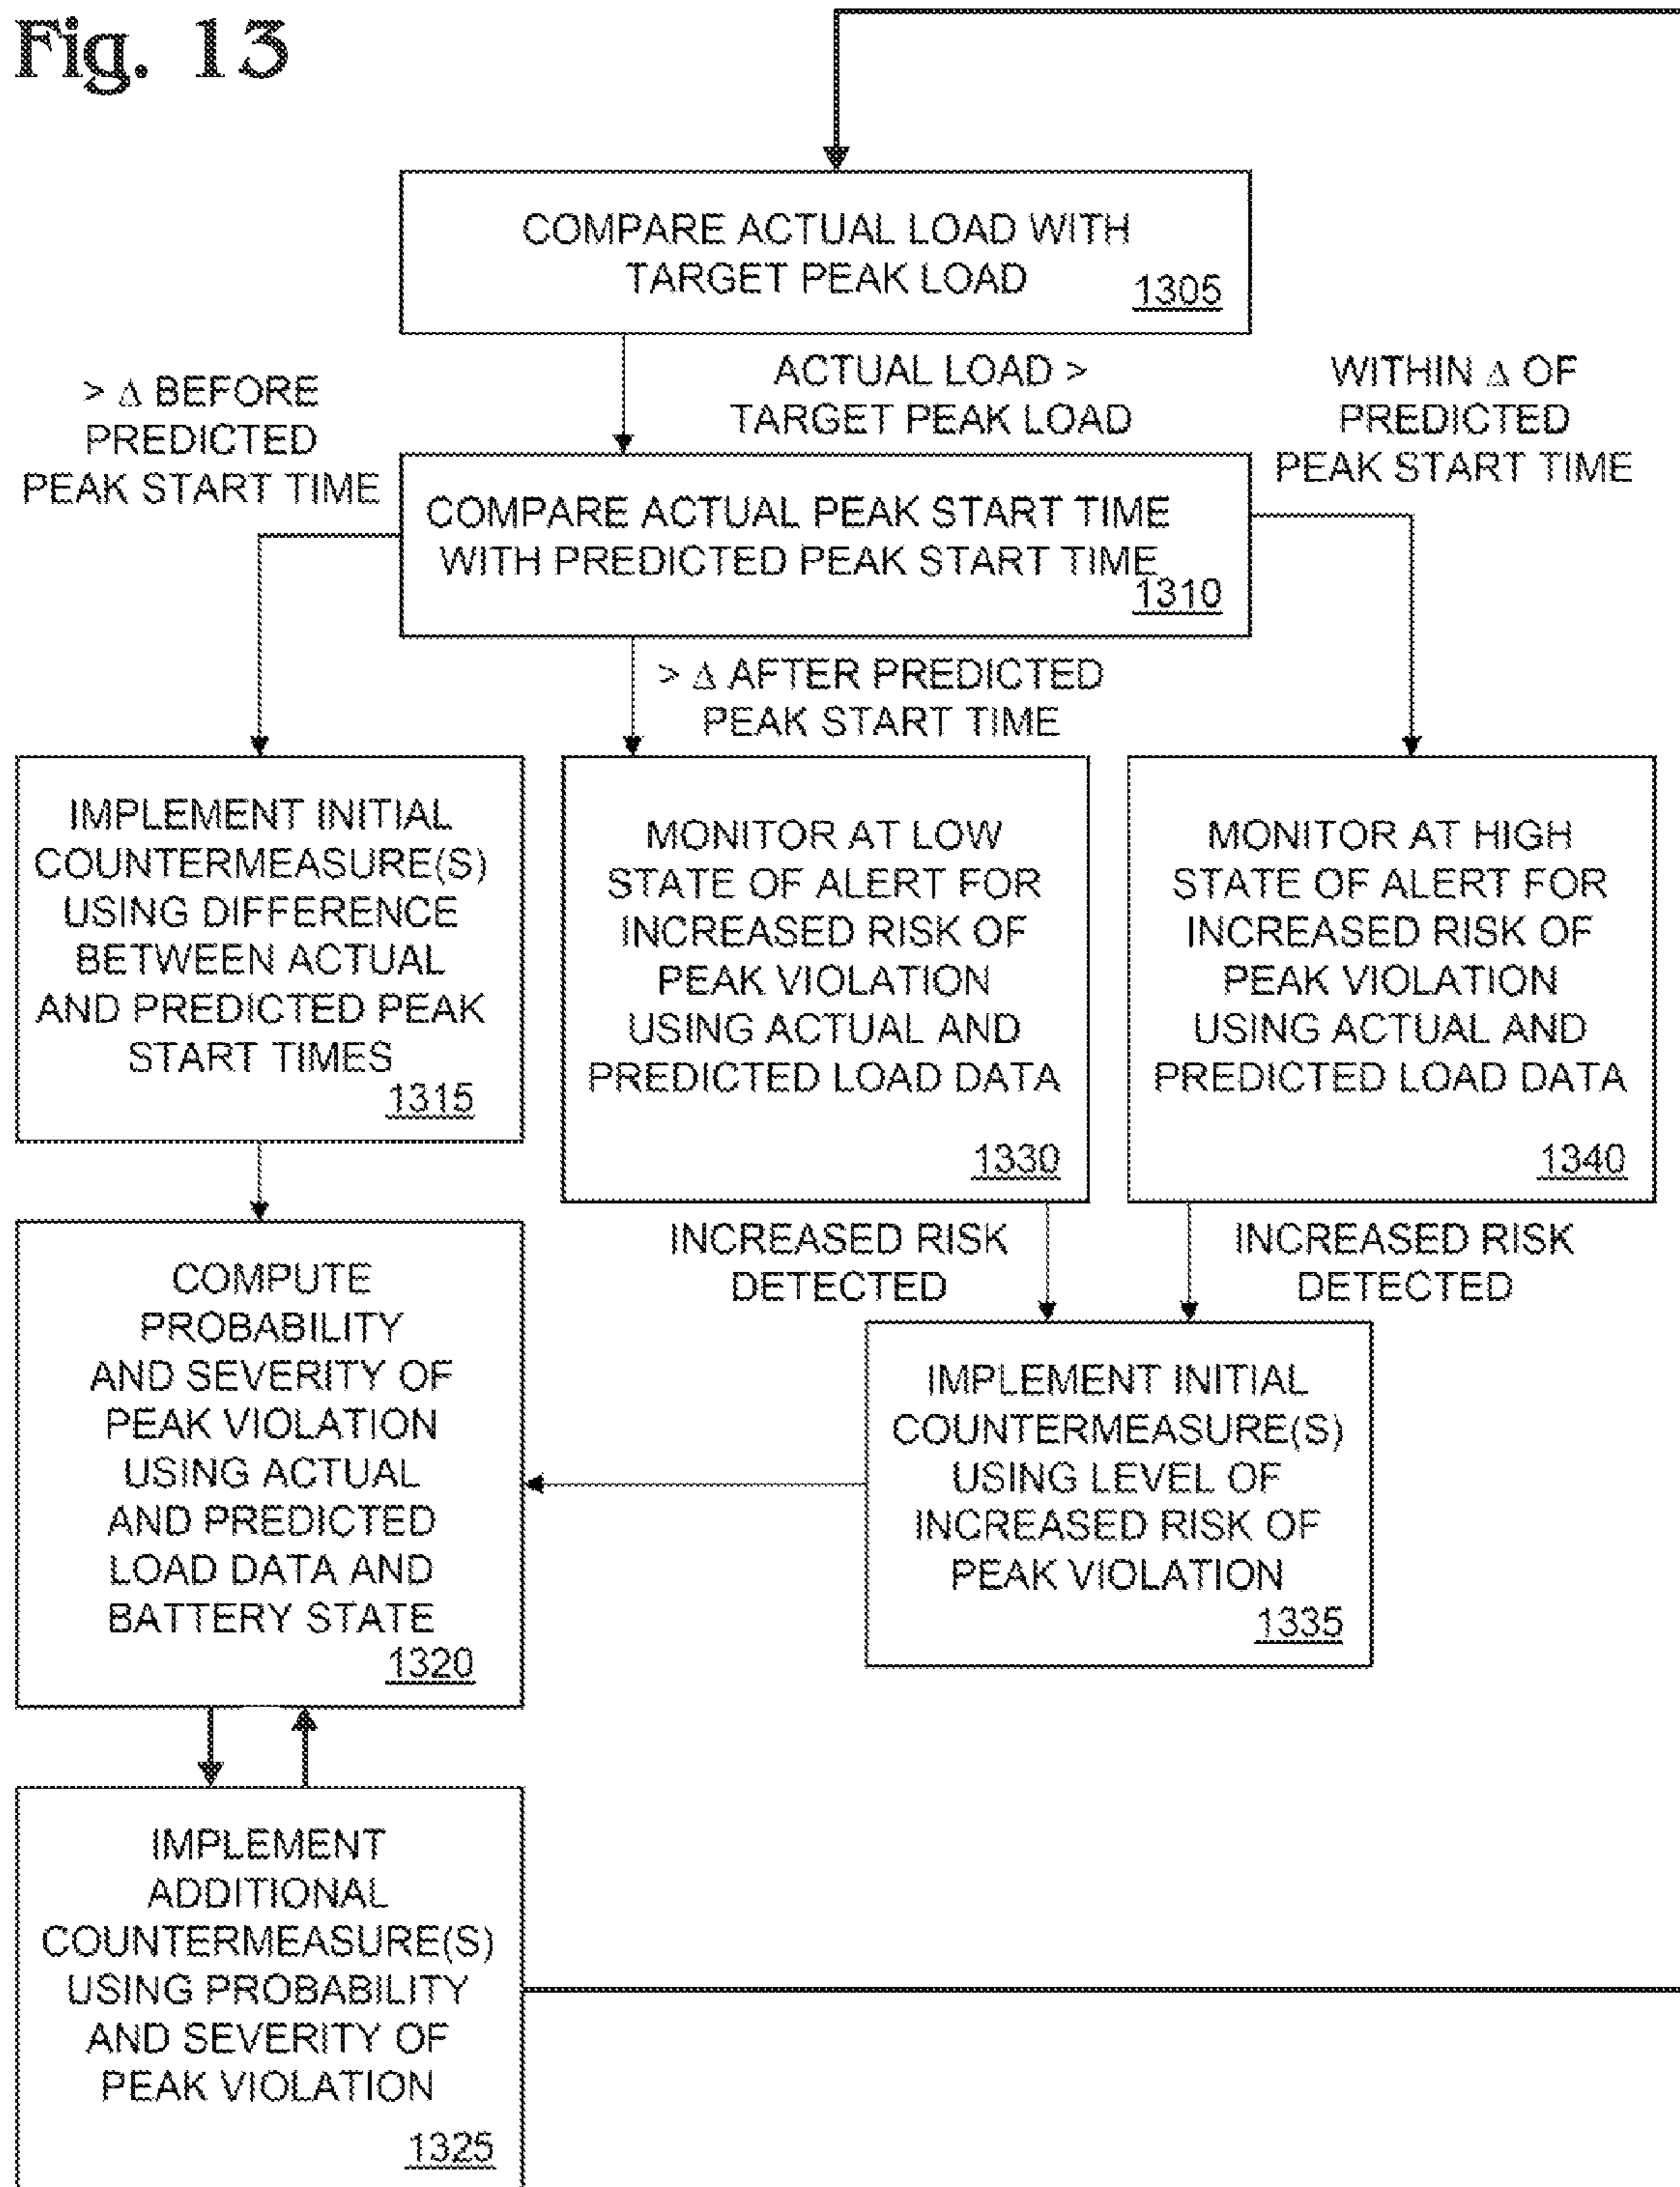 Fig. 13
COMPARE ACTUAL LOAD WITH
TARGET PEAK LOAD
1305
> Δ BEFORE
PREDICTED
PEAK START TIME
ACTUAL LOAD >
TARGET PEAK LOAD
WITHIN Δ OF
PREDICTED
PEAK START TIME
COMPARE ACTUAL PEAK START TIME
WITH PREDICTED PEAK START TIME
1310
> Δ AFTER PREDICTED
PEAK START TIME
IMPLEMENT INITIAL
COUNTERMEASURE(S)
USING DIFFERENCE
BETWEEN ACTUAL
AND PREDICTED PEAK
START TIMES
1315
MONITOR AT LOW
STATE OF ALERT FOR
INCREASED RISK OF
PEAK VIOLATION
USING ACTUAL AND
PREDICTED LOAD DATA
1330
MONITOR AT HIGH
STATE OF ALERT FOR
INCREASED RISK OF
PEAK VIOLATION
USING ACTUAL AND
PREDICTED LOAD DATA
1340
INCREASED RISK
DETECTED
INCREASED RISK
DETECTED
COMPUTE
PROBABILITY
AND SEVERITY OF
PEAK VIOLATION
USING ACTUAL
AND PREDICTED
LOAD DATA AND
BATTERY STATE
1320
IMPLEMENT INITIAL
COUNTERMEASURE(S)
USING LEVEL OF
INCREASED RISK OF
PEAK VIOLATION
1335
IMPLEMENT
ADDITIONAL
COUNTERMEASURE(S)
USING PROBABILITY
AND SEVERITY OF
PEAK VIOLATION
1325